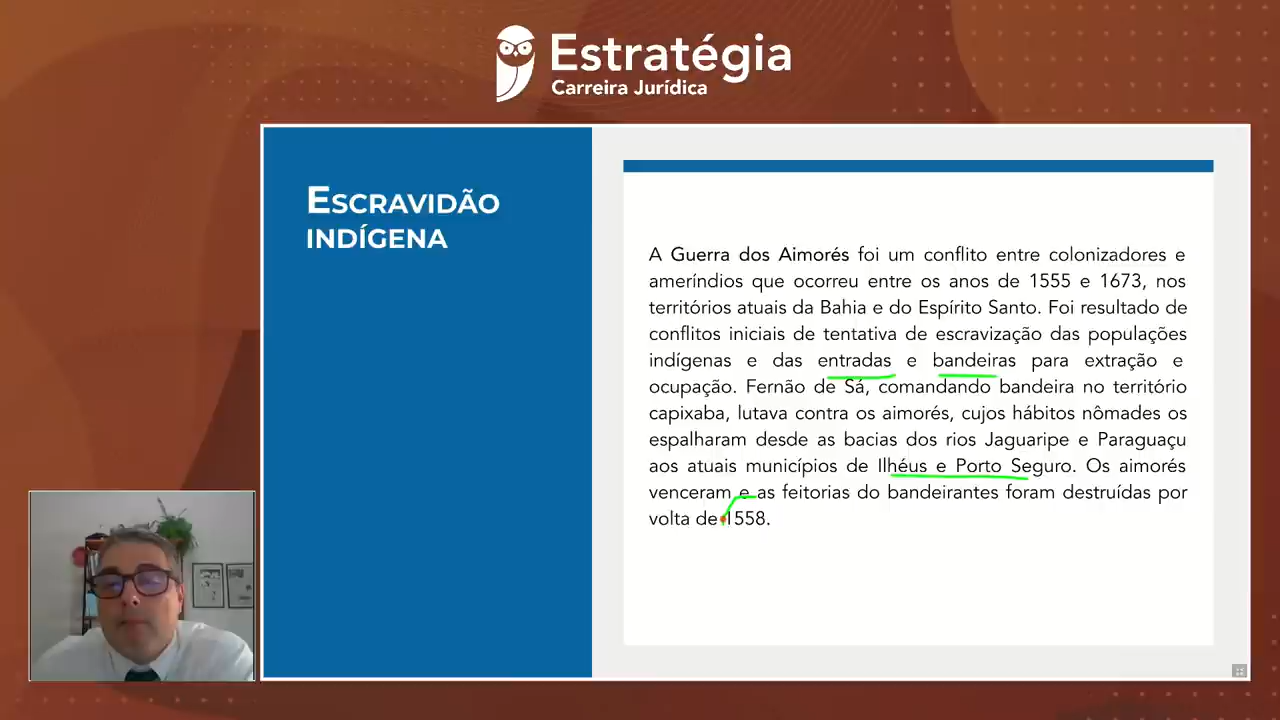 Estratégia
Carreira Jurídica
ESCRAVIDÃO
INDÍGENA
A Guerra dos Aimorés foi um conflito entre colonizadores e
ameríndios que ocorreu entre os anos de 1555 e 1673, nos
territórios atuais da Bahia e do Espírito Santo. Foi resultado de
conflitos iniciais de tentativa de escravização das populações
indígenas e das entradas e bandeiras para extração e
ocupação. Fernão de Sá, comandando bandeira no território
capixaba, lutava contra os aimorés, cujos hábitos nômades os
espalharam desde as bacias dos rios Jaguaripe e Paraguaçu
aos atuais municípios de Ilhéus e Porto Seguro. Os aimorés
venceram e as feitorias do bandeirantes foram destruídas por
volta de 1558.